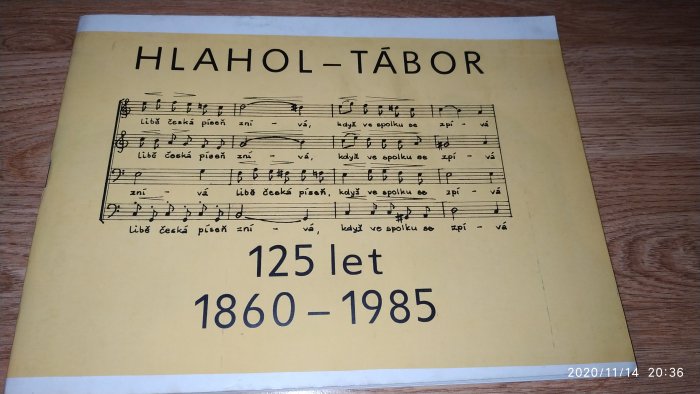 HLAHOL – TÁBOR
libě česká píseň zní – vá, když ve spolku se zpí – vá
libě česká píseň zní – vá, když ve spolku se zpí – vá
zní – vá libě česká píseň, když ve spolku se zpí – vá
libě česká píseň zní – vá, když ve spolku se zpí – vá
125 let
1860 – 1985
2020/11/14 20:36